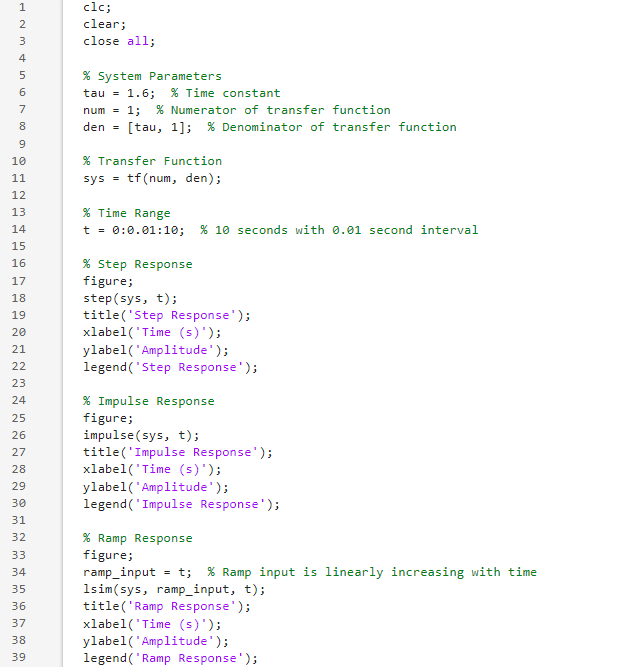 1 clc;
2 clear;
3 close all;
4
5 % System Parameters
6 tau = 1.6;  % Time constant
7 num = 1;  % Numerator of transfer function
8 den = [tau, 1];  % Denominator of transfer function
9
10 % Transfer Function
11 sys = tf(num, den);
12
13 % Time Range
14 t = 0:0.01:10;  % 10 seconds with 0.01 second interval
15
16 % Step Response
17 figure;
18 step(sys, t);
19 title('Step Response');
20 xlabel('Time (s)');
21 ylabel('Amplitude');
22 legend('Step Response');
23
24 % Impulse Response
25 figure;
26 impulse(sys, t);
27 title('Impulse Response');
28 xlabel('Time (s)');
29 ylabel('Amplitude');
30 legend('Impulse Response');
31
32 % Ramp Response
33 figure;
34 ramp_input = t;  % Ramp input is linearly increasing with time
35 lsim(sys, ramp_input, t);
36 title('Ramp Response');
37 xlabel('Time (s)');
38 ylabel('Amplitude');
39 legend('Ramp Response');